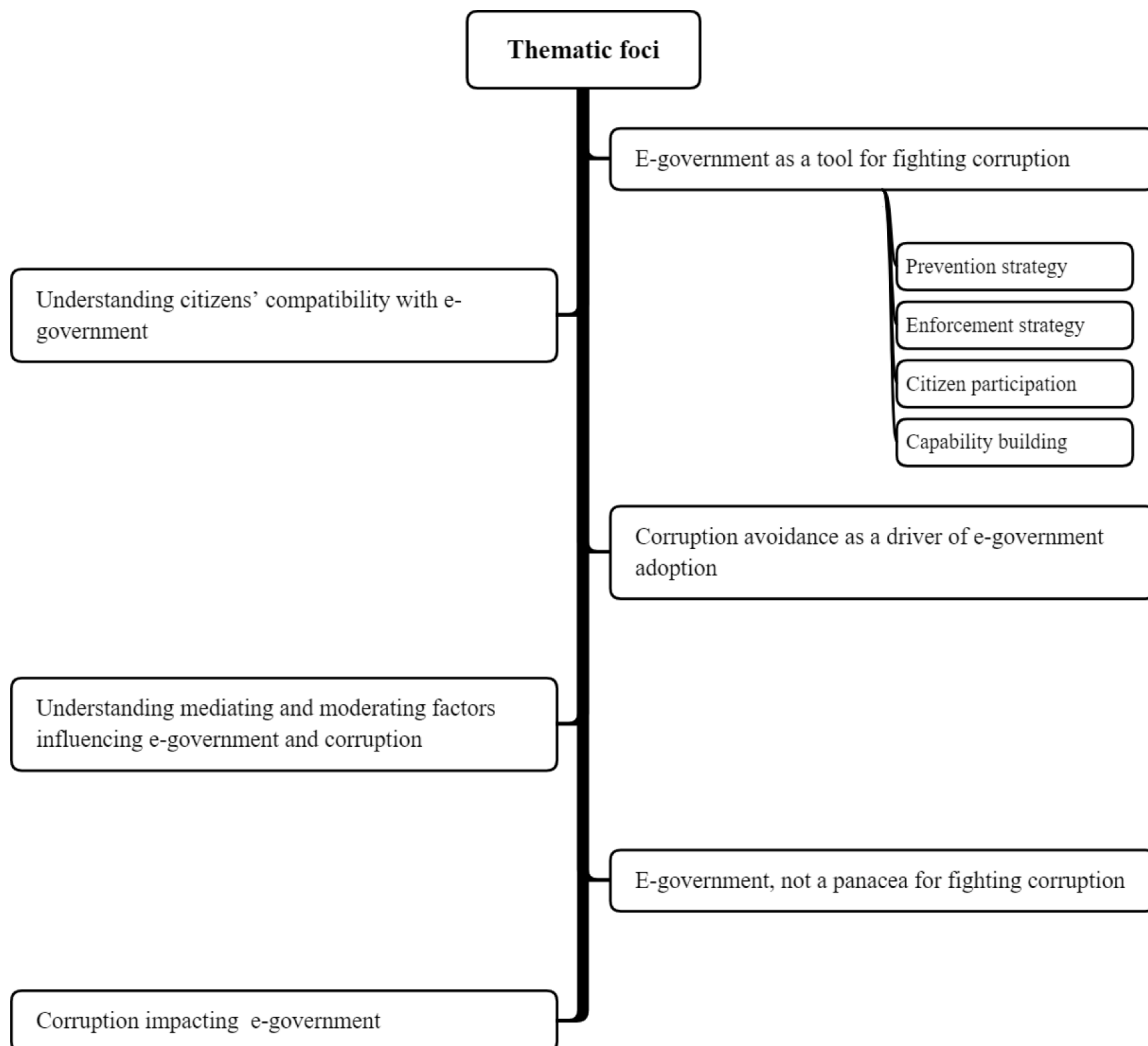 Thematic foci
E-government as a tool for fighting corruption
Prevention strategy
Understanding citizens’ compatibility with e-
government
Enforcement strategy
Citizen participation
Capability building
Corruption avoidance as a driver of e-government
adoption
Understanding mediating and moderating factors
influencing e-government and corruption
E-government, not a panacea for fighting corruption
Corruption impacting e-government